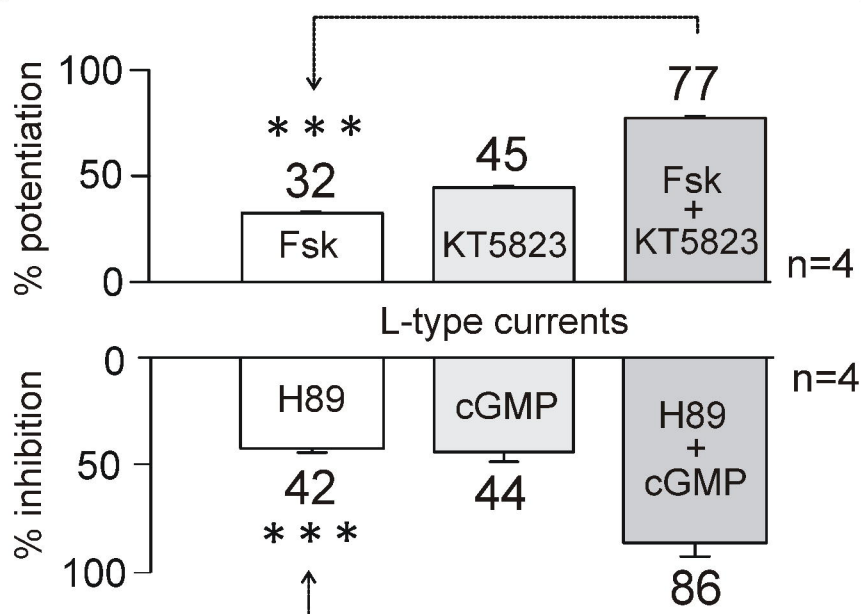 % potentiation
100
50
0
* * *
32
Fsk
45
KT5823
77
Fsk
+
KT5823
n=4
L-type currents
% inhibition
0
50
100
H89
42
* * *
cGMP
44
H89
+
cGMP
86
n=4